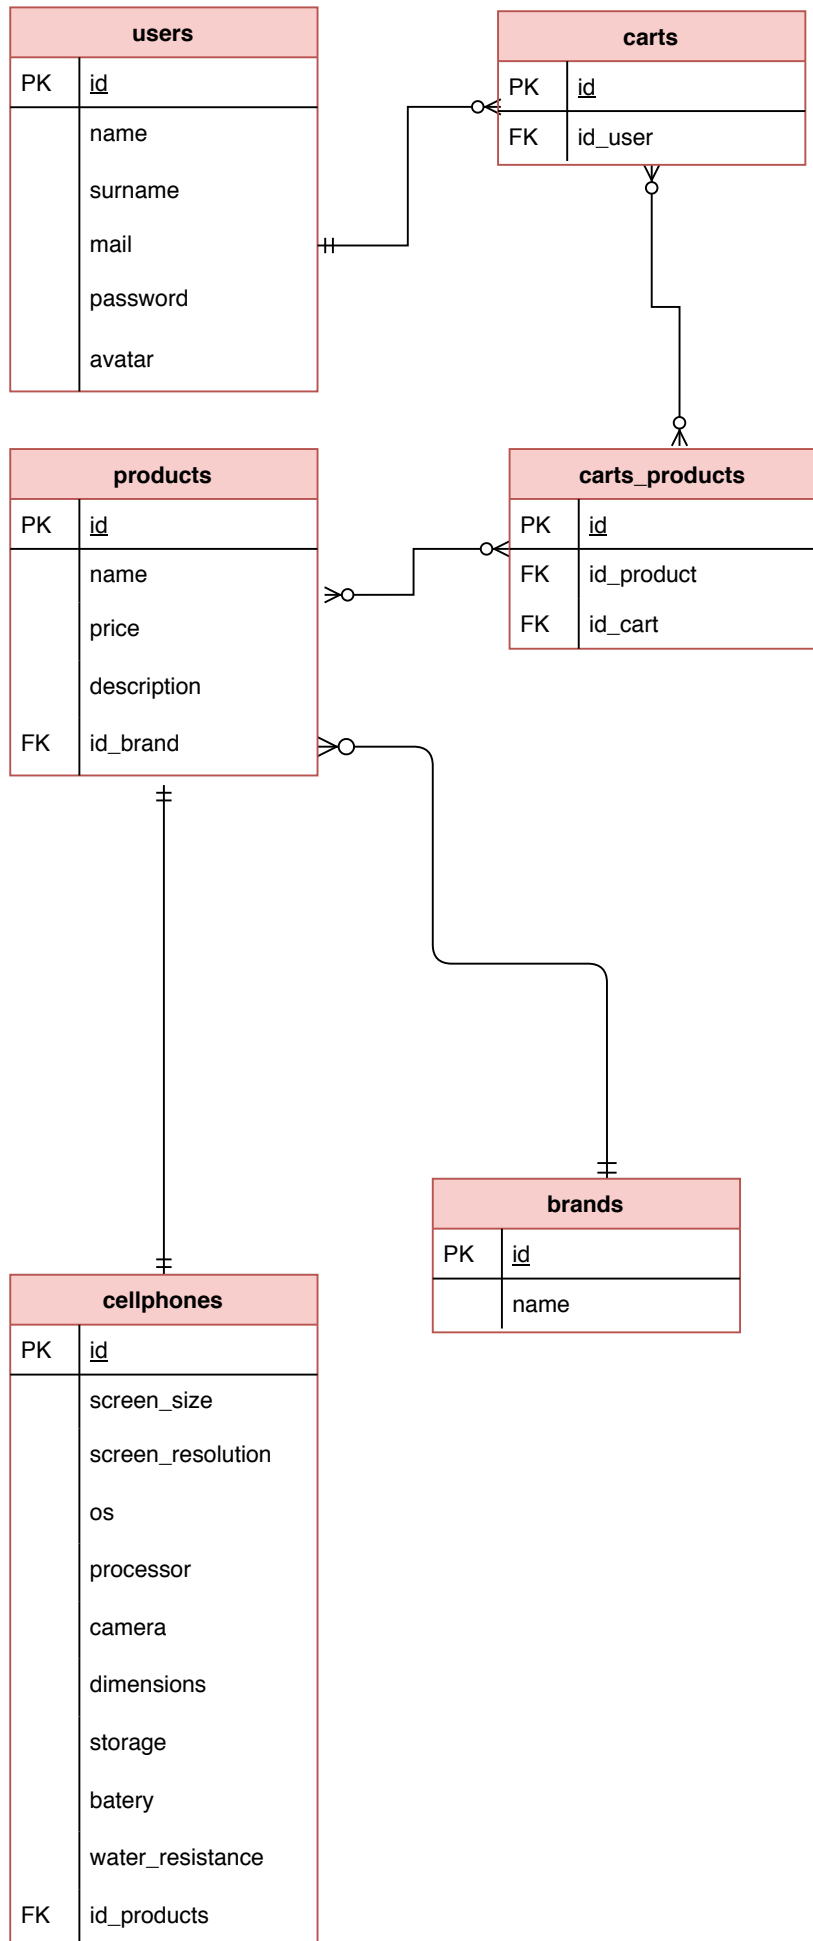 users
PK id
name
surname
mail
password
avatar
carts
PK id
FK id_user
products
PK id
name
price
description
FK id_brand
carts_products
PK id
FK id_product
FK id_cart
brands
PK id
name
cellphones
PK id
screen_size
screen_resolution
os
processor
camera
dimensions
storage
batery
water_resistance
FK id_products